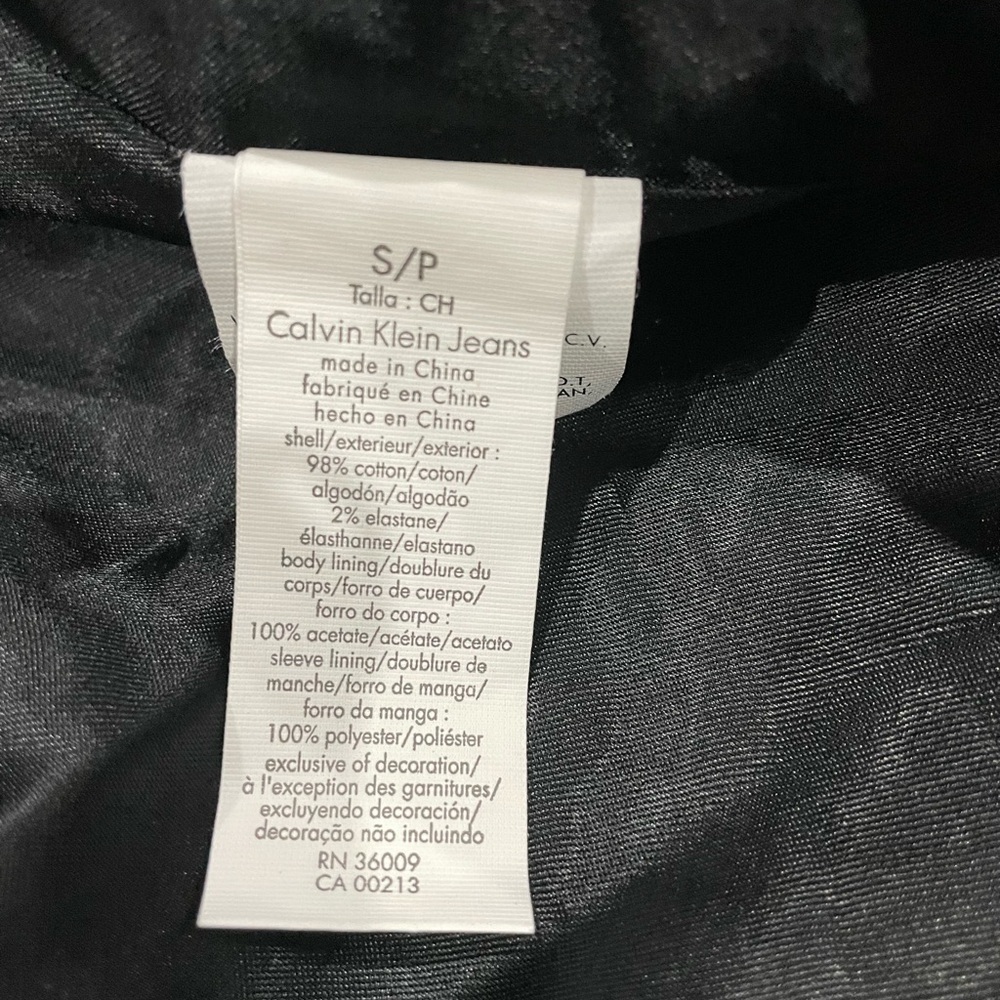 S/P
Talla : CH
Calvin Klein Jeans
made in China
fabriqué en Chine
hecho en China
shell/exterieur/exterior :
98% cotton/coton/
algodón/algodão
2% elastane/
élasthanne/elastano
body lining/doublure du
corps/forro de cuerpo/
forro do corpo :
100% acetate/acétate/acetato
sleeve lining/doublure de
manche/forro de manga/
forro da manga :
100% polyester/poliéster
exclusive of decoration/
à l'exception des garnitures/
excluyendo decoración/
decoração não incluindo
RN 36009
CA 00213
C.V.